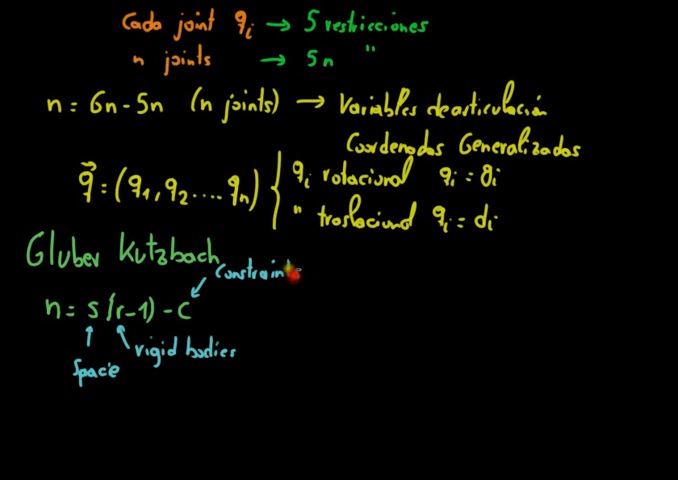 Cada joint qᵢ → 5 restricciones
n joints → 5n "
n = 6n - 5n (n joints) → Variables de articulación
Coordenadas Generalizadas
q⃗ = (q₁, q₂ .... qₙ) { qᵢ rotacional qᵢ = θᵢ
" traslacional qᵢ = dᵢ
Gluber Kutzbach
constraints
n = s (r-1) - c
rigid bodies
Space